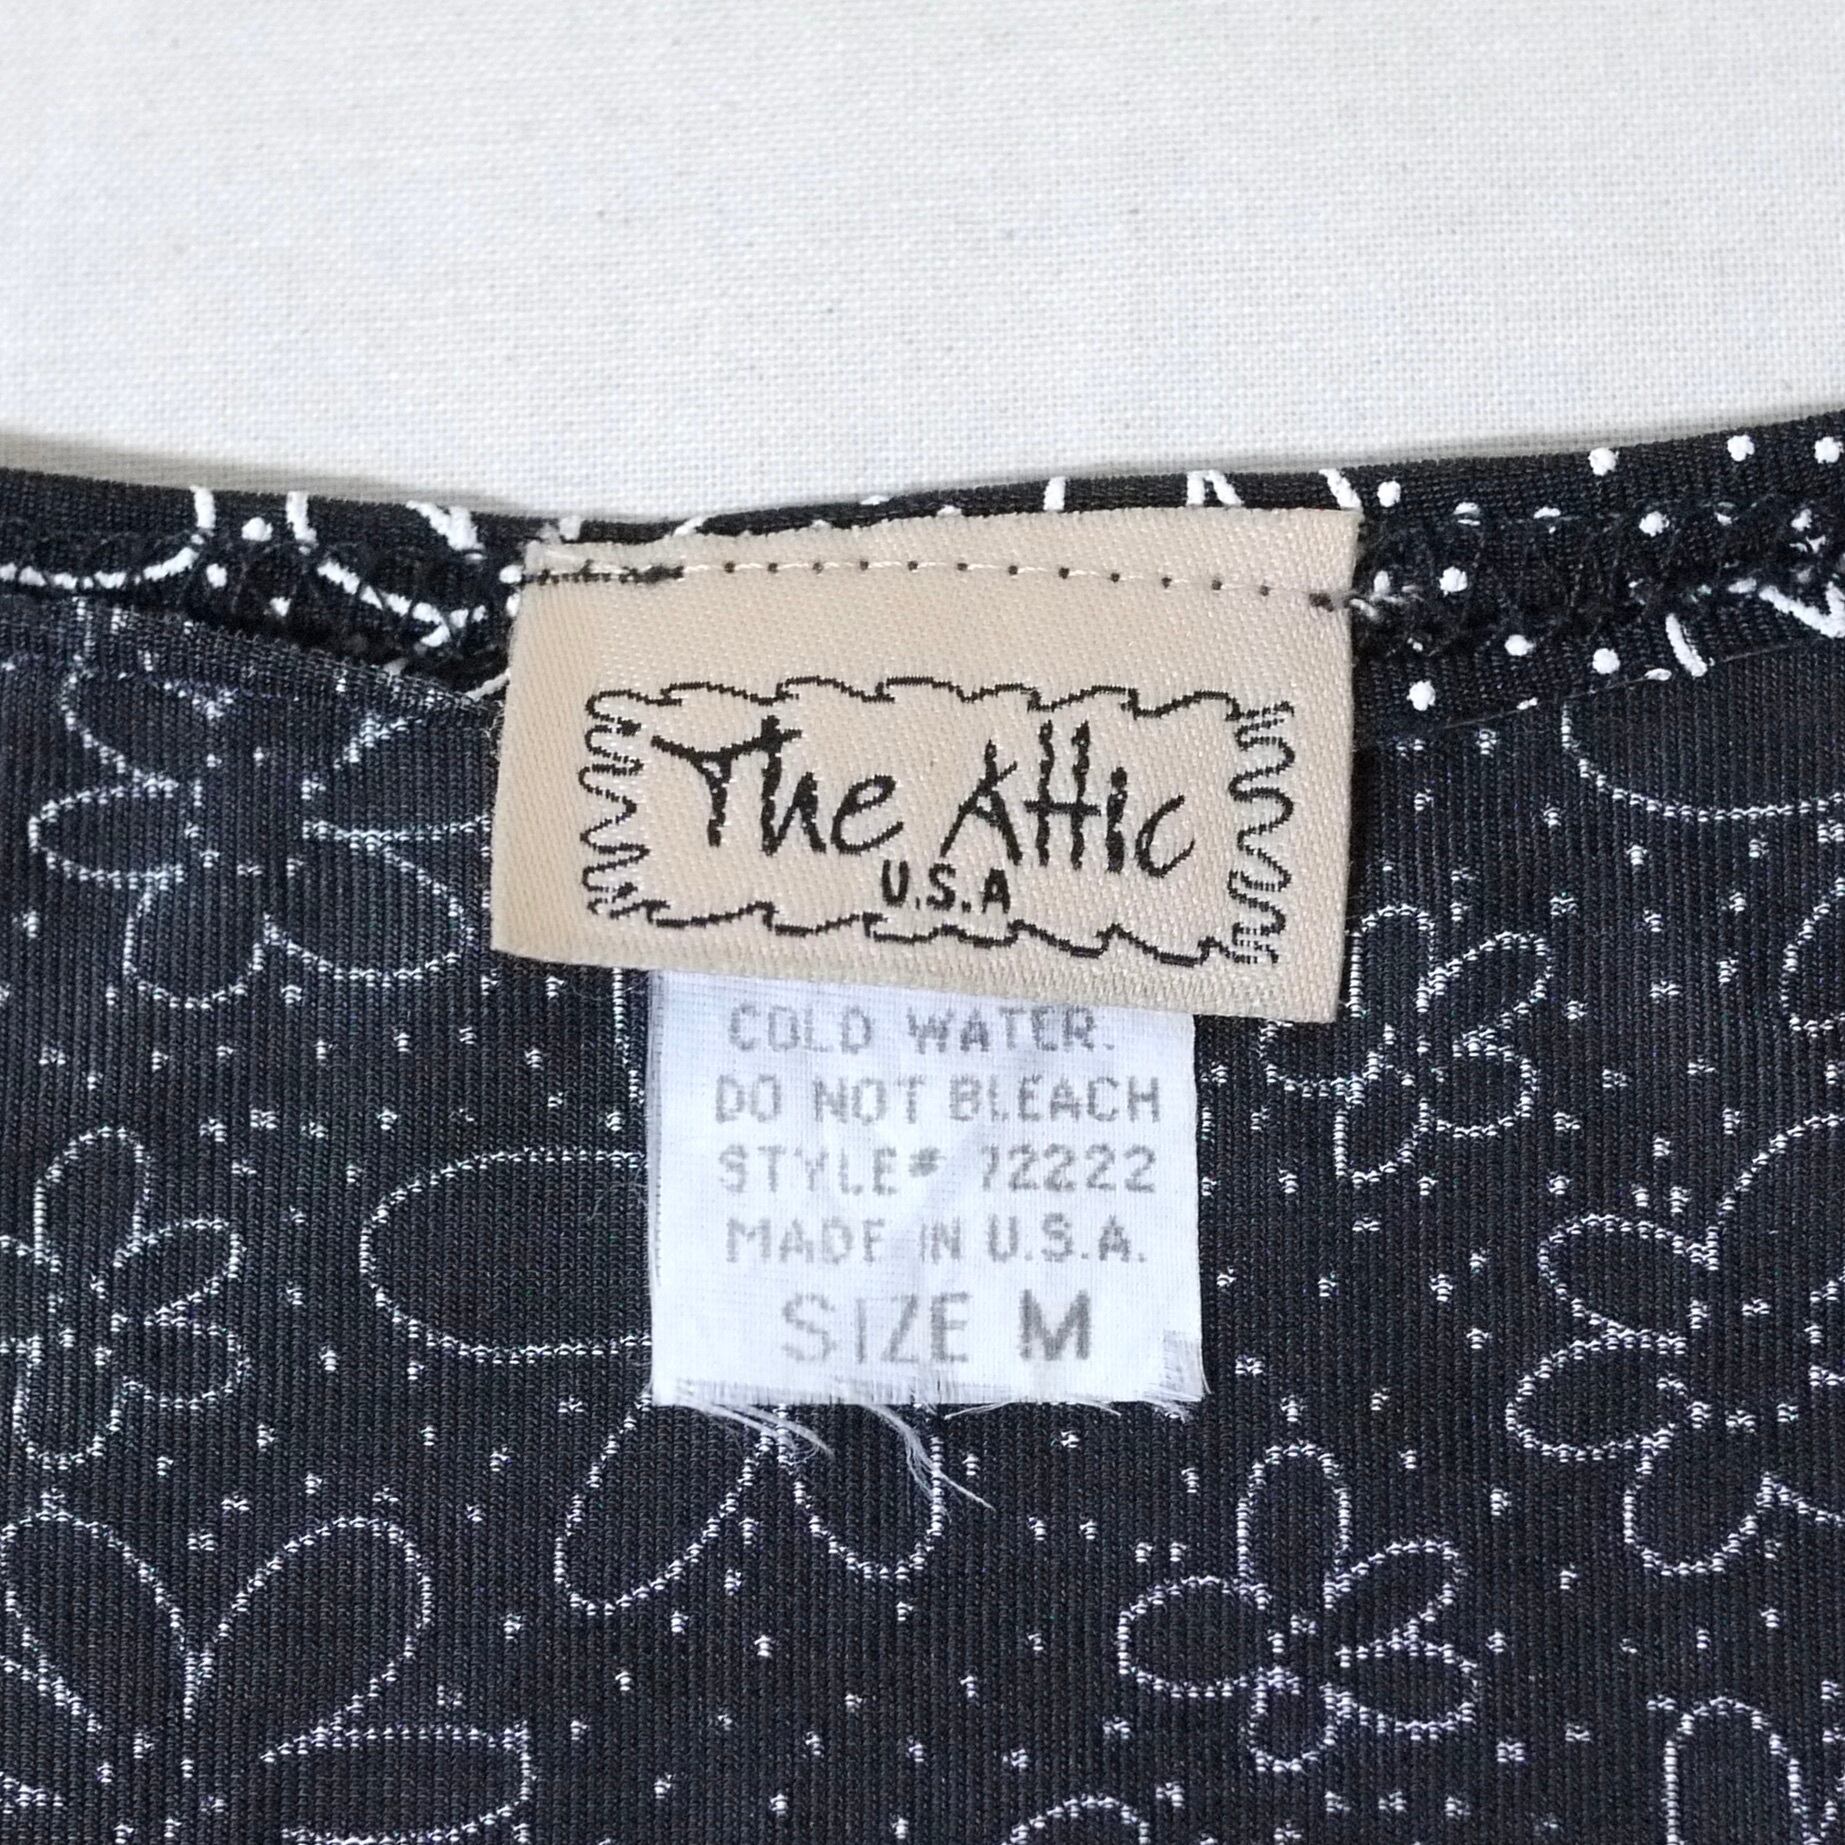 The Attic
U.S.A
COLD WATER.
DO NOT BLEACH
STYLE# 72222
MADE IN U.S.A.
SIZE M